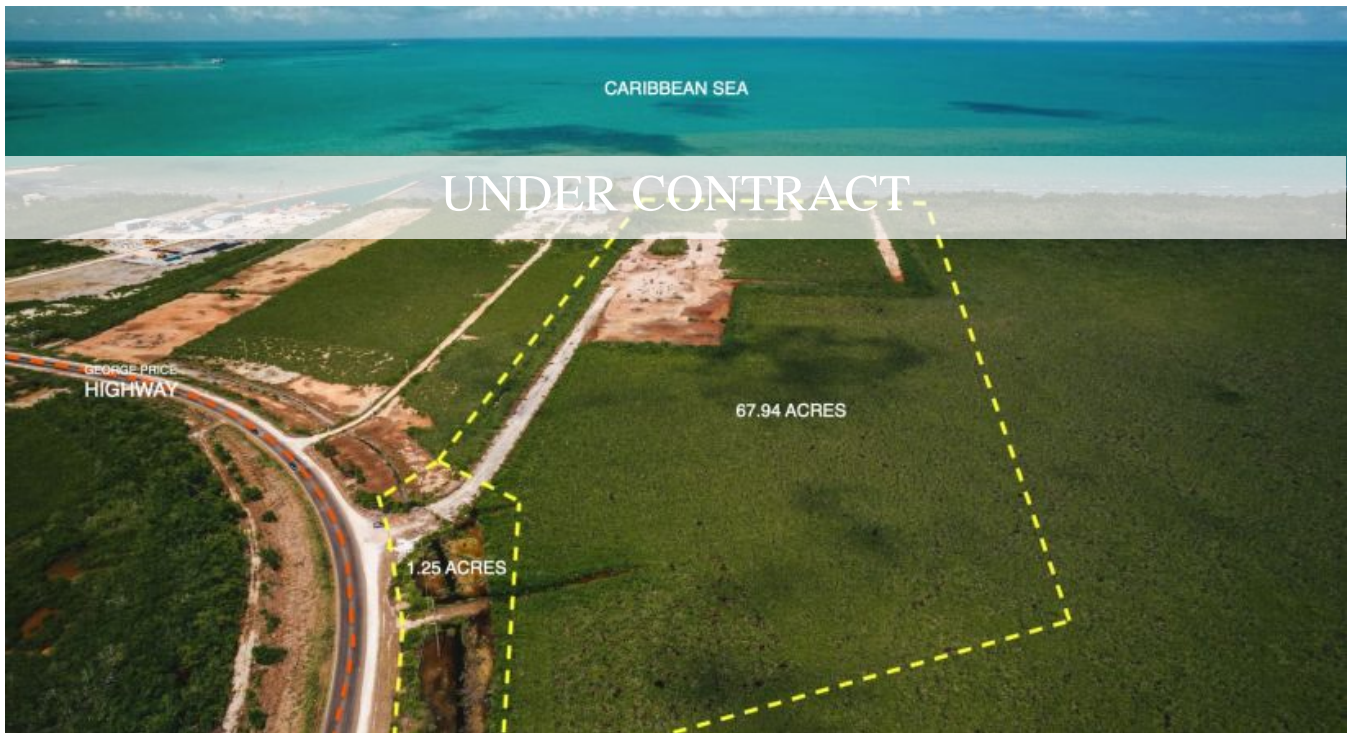 CARIBBEAN SEA
UNDER CONTRACT
GEORGE PRICE
HIGHWAY
67.94 ACRES
1.25 ACRES